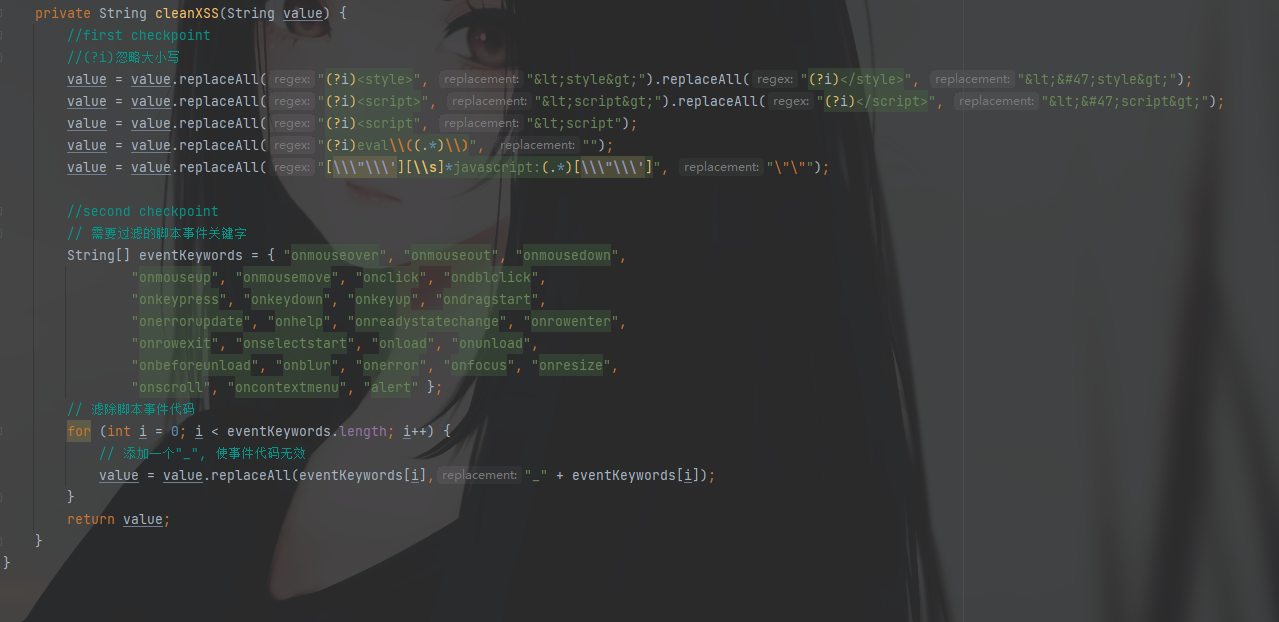 private String cleanXSS(String value) {
//first checkpoint
//(?i)忽略大小写
value = value.replaceAll( regex: "(?i)<style>", replacement: "&lt;style&gt;").replaceAll( regex: "(?i)</style>", replacement: "&lt;&#47;style&gt;");
value = value.replaceAll( regex: "(?i)<script>", replacement: "&lt;script&gt;").replaceAll( regex: "(?i)</script>", replacement: "&lt;&#47;script&gt;");
value = value.replaceAll( regex: "(?i)<script", replacement: "&lt;script");
value = value.replaceAll( regex: "(?i)eval\\((.*)\\)", replacement: "");
value = value.replaceAll( regex: "[\\\"\\\'][\\s]*javascript:(.*)[\\\"\\\']", replacement: "\"\"");
//second checkpoint
// 需要过滤的脚本事件关键字
String[] eventKeywords = { "onmouseover", "onmouseout", "onmousedown",
"onmouseup", "onmousemove", "onclick", "ondblclick",
"onkeypress", "onkeydown", "onkeyup", "ondragstart",
"onerrorupdate", "onhelp", "onreadystatechange", "onrowenter",
"onrowexit", "onselectstart", "onload", "onunload",
"onbeforeunload", "onblur", "onerror", "onfocus", "onresize",
"onscroll", "oncontextmenu", "alert" };
// 滤除脚本事件代码
for (int i = 0; i < eventKeywords.length; i++) {
// 添加一个"_", 使事件代码无效
value = value.replaceAll(eventKeywords[i], replacement: "_" + eventKeywords[i]);
}
return value;
}
}